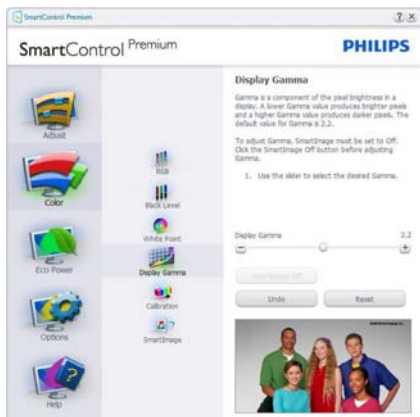 SmartControl Premium
SmartControl Premium
PHILIPS
Adjust
Color
Eco Power
Options
Help
RGB
Black Level
White Point
Display Gamma
Calibration
SmartImage
Display Gamma
Gamma is a component of the pixel brightness in a
display. A lower Gamma value produces brighter pixels
and a higher Gamma value produces darker pixels. The
default value for Gamma is 2.2.
To adjust Gamma, SmartImage must be set to Off.
Click the SmartImage Off button before adjusting
Gamma.
1. Use the slider to select the desired Gamma.
Display Gamma 2.2
SmartImage Off
Undo
Reset